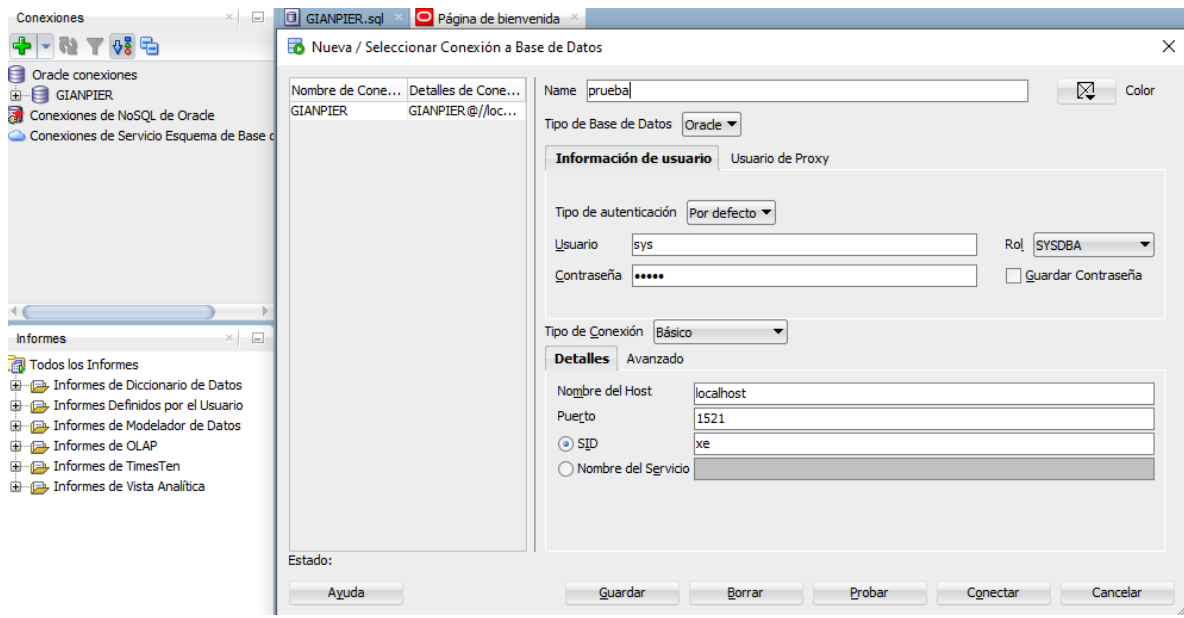 Conexiones
Oracle conexiones
GIANPIER
Conexiones de NoSQL de Oracle
Conexiones de Servicio Esquema de Base d
Informes
Todos los Informes
Informes de Diccionario de Datos
Informes Definidos por el Usuario
Informes de Modelador de Datos
Informes de OLAP
Informes de TimesTen
Informes de Vista Analítica
GIANPIER.sql
Página de bienvenida
Nueva / Seleccionar Conexión a Base de Datos
Nombre de Cone... Detalles de Cone...
GIANPIER GIANPIER@//loc...
Name prueba Color
Tipo de Base de Datos Oracle
Información de usuario Usuario de Proxy
Tipo de autenticación Por defecto
Usuario sys Rol SYSDBA
Contraseña ••••• Guardar Contraseña
Tipo de Conexión Básico
Detalles Avanzado
Nombre del Host localhost
Puerto 1521
SID xe
Nombre del Servicio
Estado:
Ayuda Guardar Borrar Probar Conectar Cancelar